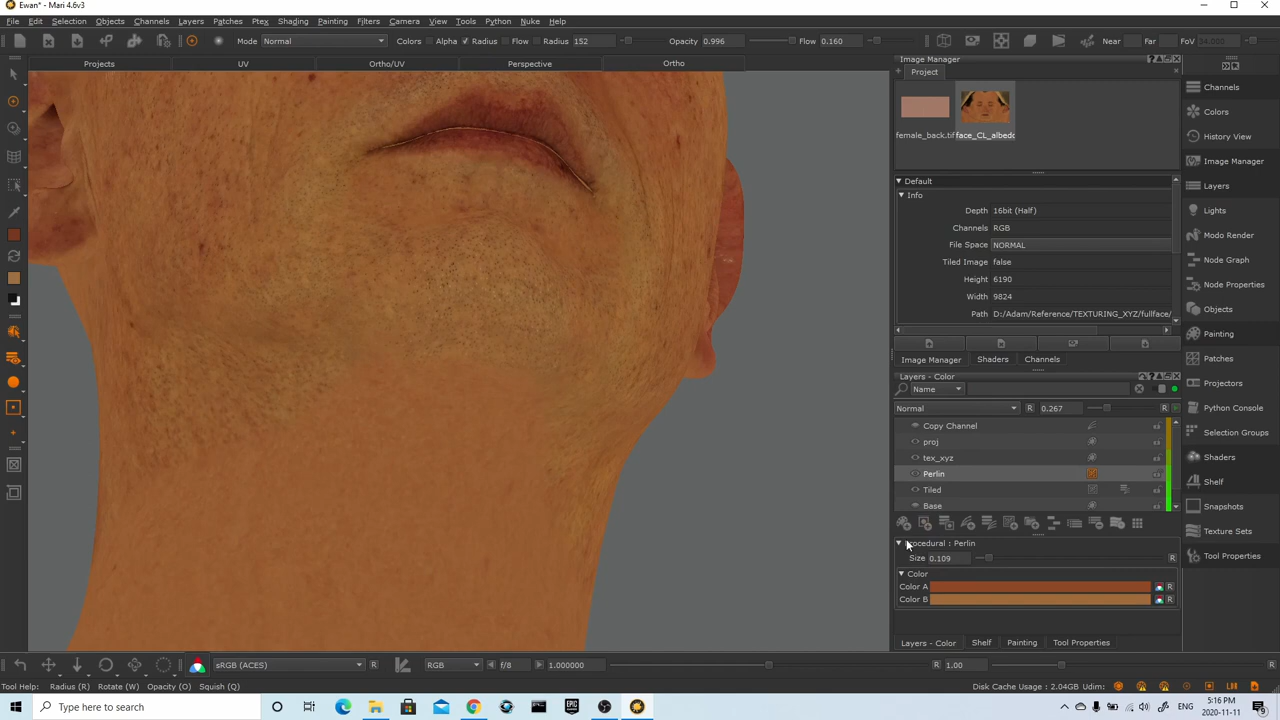 Ewan* - Mari 4.6v3
File Edit Selection Objects Channels Layers Patches Ptex Shading Painting Filters Camera View Tools Python Nuke Help
Mode Normal Colors Alpha Radius Flow Radius 152 Opacity 0.996 Flow 0.160 Near Far FoV 34.000
Projects UV Ortho/UV Perspective Ortho
Image Manager
Project
female_back.tif face_CL_albedo
Default
Info
Depth 16bit (Half)
Channels RGB
File Space NORMAL
Tiled Image false
Height 6190
Width 9824
Path D:/Adam/Reference/TEXTURING_XYZ/fullface/
Image Manager Shaders Channels
Layers - Color
Name
Normal R 0.267 R
Copy Channel
proj
tex_xyz
Perlin
Tiled
Base
Procedural : Perlin
Size 0.109 R
Color
Color A R
Color B R
Layers - Color Shelf Painting Tool Properties
Channels
Colors
History View
Image Manager
Layers
Lights
Modo Render
Node Graph
Node Properties
Objects
Painting
Patches
Projectors
Python Console
Selection Groups
Shaders
Shelf
Snapshots
Texture Sets
Tool Properties
sRGB (ACES) R RGB f/8 1.000000 R 1.00 R
Tool Help: Radius (R) Rotate (W) Opacity (O) Squish (Q) Disk Cache Usage : 2.04GB Udim:
Type here to search
ENG
5:16 PM
2020-11-11